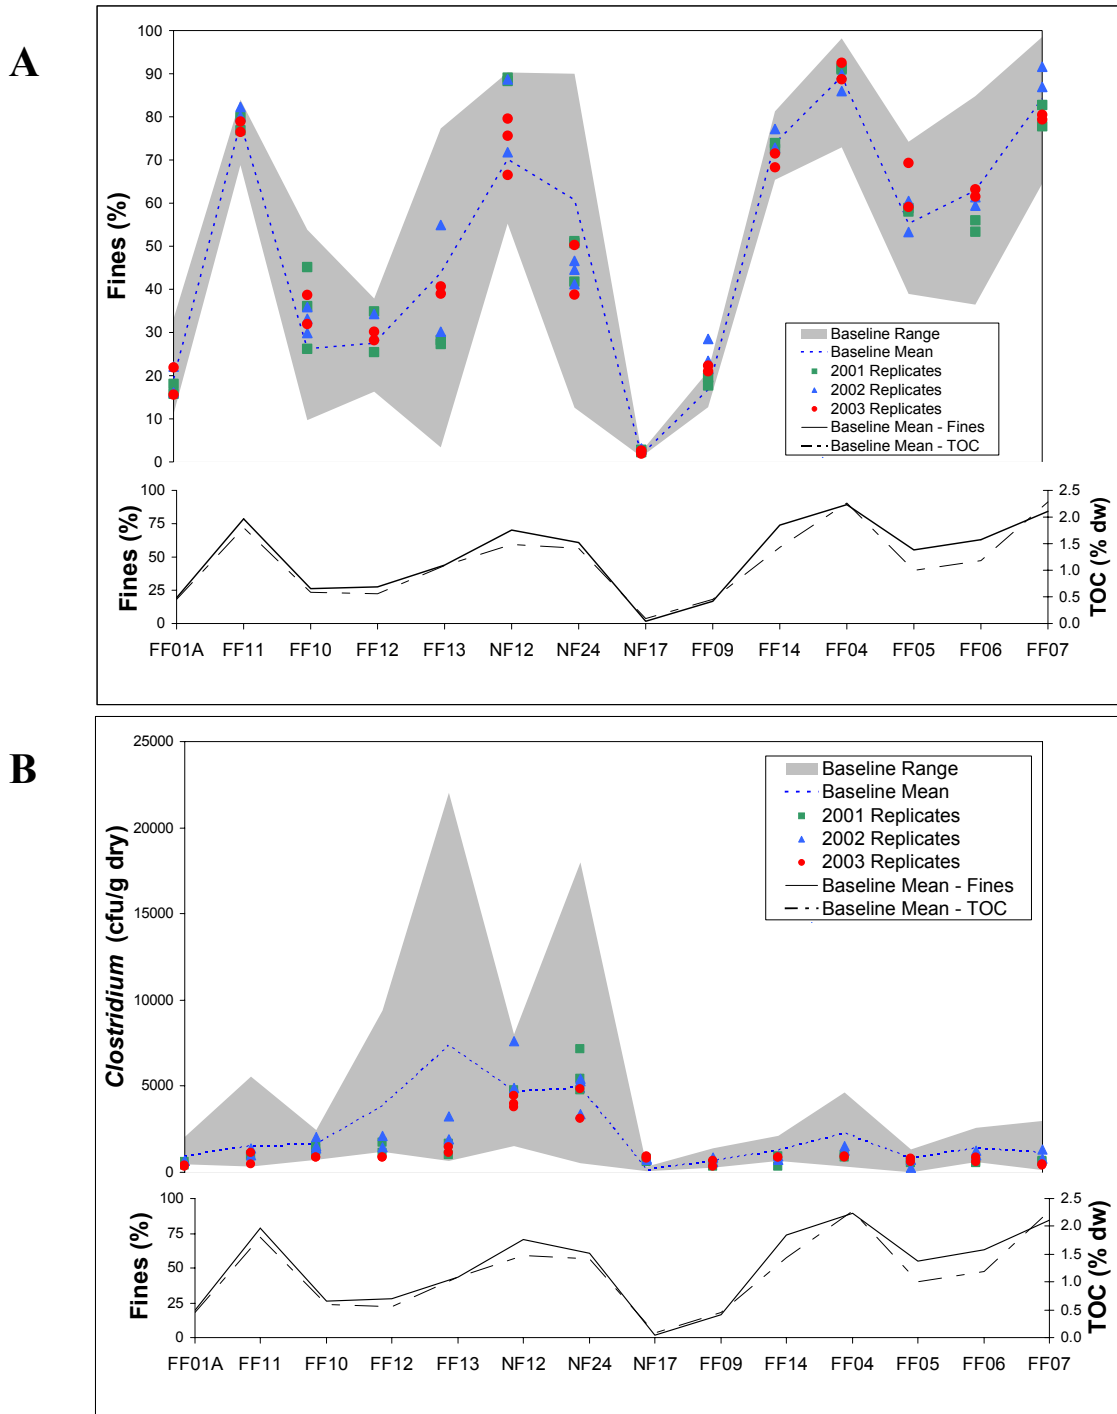 A
100
90
80
70
60
50
40
30
20
10
0
Fines (%)
Baseline Range
Baseline Mean
2001 Replicates
2002 Replicates
2003 Replicates
Baseline Mean - Fines
Baseline Mean - TOC
100
75
50
25
0
Fines (%)
2.5
2.0
1.5
1.0
0.5
0.0
TOC (% dw)
FF01A FF11 FF10 FF12 FF13 NF12 NF24 NF17 FF09 FF14 FF04 FF05 FF06 FF07
B
25000
20000
15000
10000
5000
0
Clostridium (cfu/g dry)
Baseline Range
Baseline Mean
2001 Replicates
2002 Replicates
2003 Replicates
Baseline Mean - Fines
Baseline Mean - TOC
100
75
50
25
0
Fines (%)
2.5
2.0
1.5
1.0
0.5
0.0
TOC (% dw)
FF01A FF11 FF10 FF12 FF13 NF12 NF24 NF17 FF09 FF14 FF04 FF05 FF06 FF07